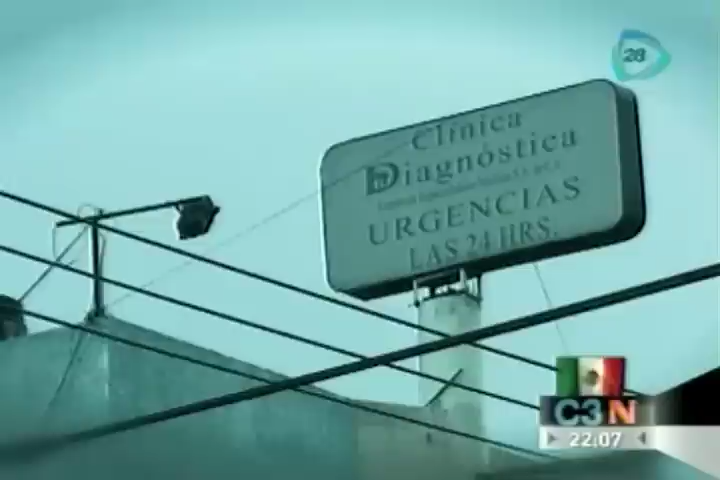 28
Clínica
Diagnóstica
URGENCIAS
LAS 24 HRS.
C3N
22:07